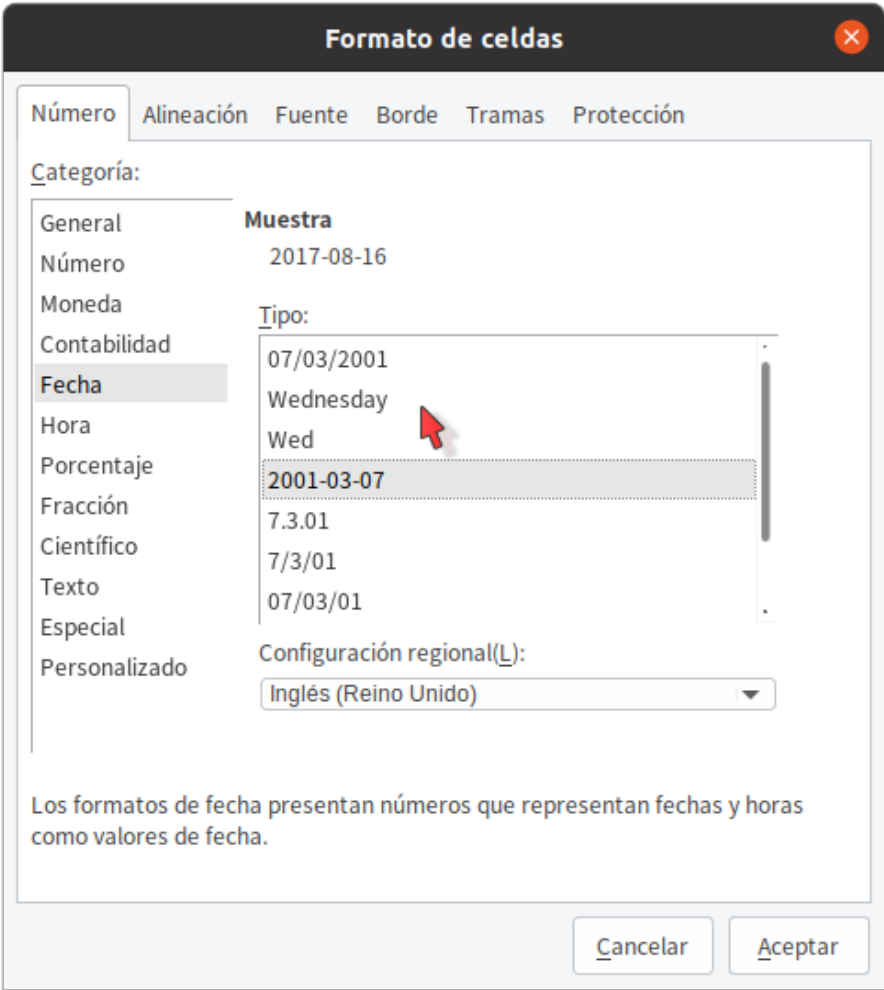 Formato de celdas
Número Alineación Fuente Borde Tramas Protección
Categoría:
General
Número
Moneda
Contabilidad
Fecha
Hora
Porcentaje
Fracción
Científico
Texto
Especial
Personalizado
Muestra
2017-08-16
Tipo:
07/03/2001
Wednesday
Wed
2001-03-07
7.3.01
7/3/01
07/03/01
Configuración regional(L):
Inglés (Reino Unido)
Los formatos de fecha presentan números que representan fechas y horas
como valores de fecha.
Cancelar Aceptar